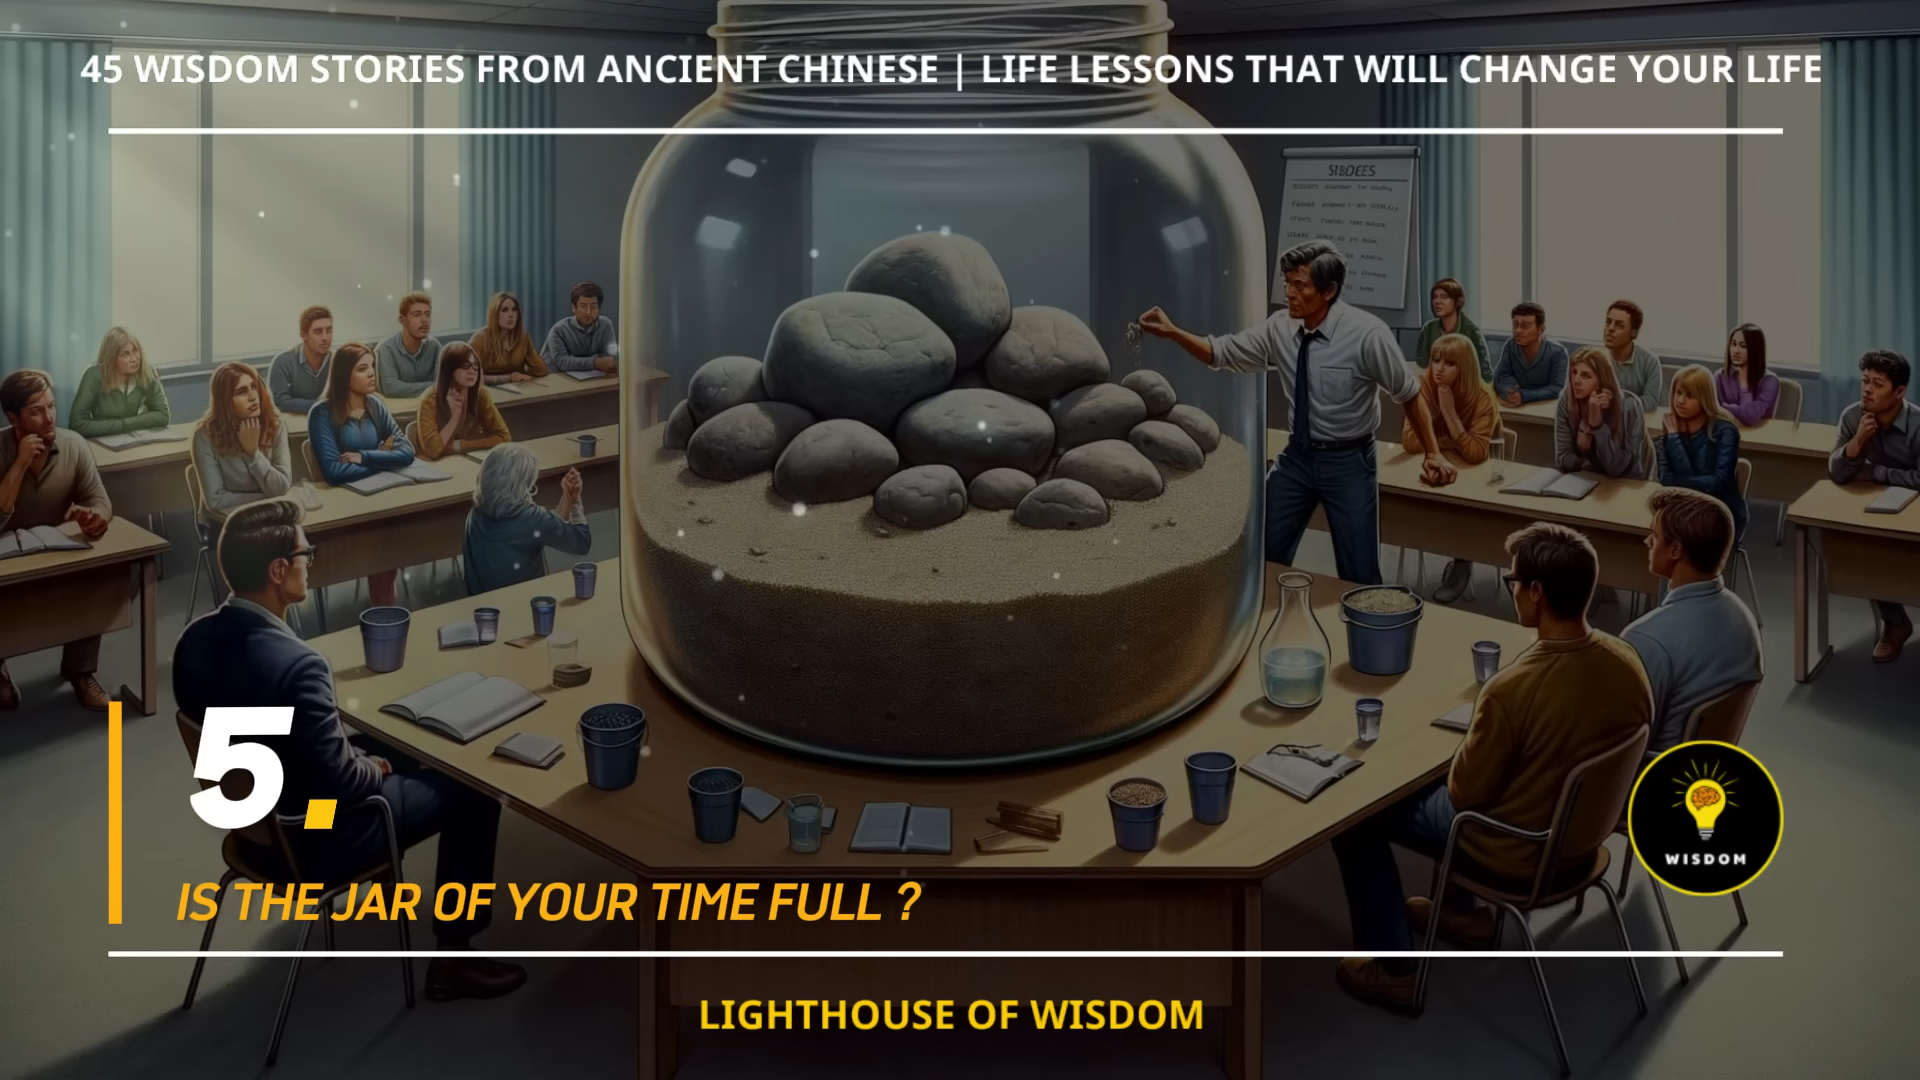 45 WISDOM STORIES FROM ANCIENT CHINESE | LIFE LESSONS THAT WILL CHANGE YOUR LIFE
SIBOEES
5.
IS THE JAR OF YOUR TIME FULL ?
WISDOM
LIGHTHOUSE OF WISDOM